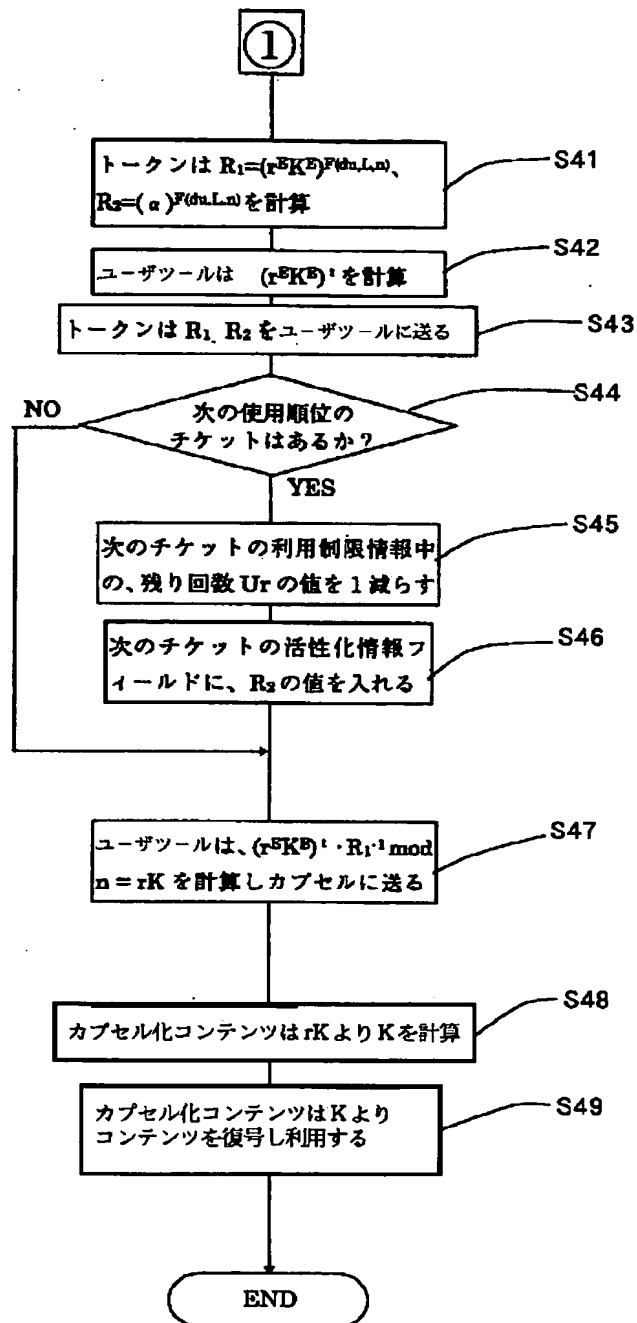 ①
トークンは R₁=(rᴱKᴱ)^F(du,L,n)、
R₂=(α)^F(du,L,n)を計算
S41
ユーザツールは (rᴱKᴱ)ᵗ を計算
S42
トークンは R₁、R₂ をユーザツールに送る
S43
次の使用順位の
チケットはあるか？
S44
NO
YES
次のチケットの利用制限情報中
の、残り回数 Ur の値を 1 減らす
S45
次のチケットの活性化情報フ
ィールドに、R₂の値を入れる
S46
ユーザツールは、(rᴱKᴱ)ᵗ・R₁⁻¹ mod
n = rK を計算しカプセルに送る
S47
カプセル化コンテンツは rK より K を計算
S48
カプセル化コンテンツは K より
コンテンツを復号し利用する
S49
END